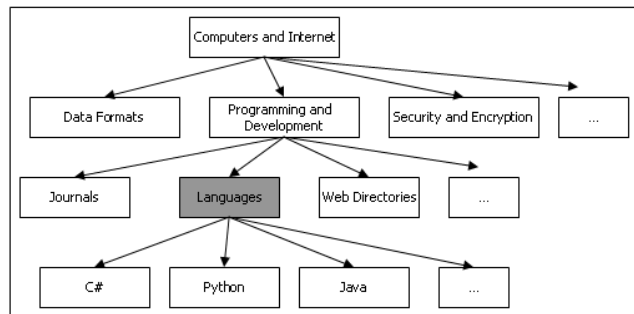 Computers and Internet
Data Formats
Programming and
Development
Security and Encryption
...
Journals
Languages
Web Directories
...
C#
Python
Java
...